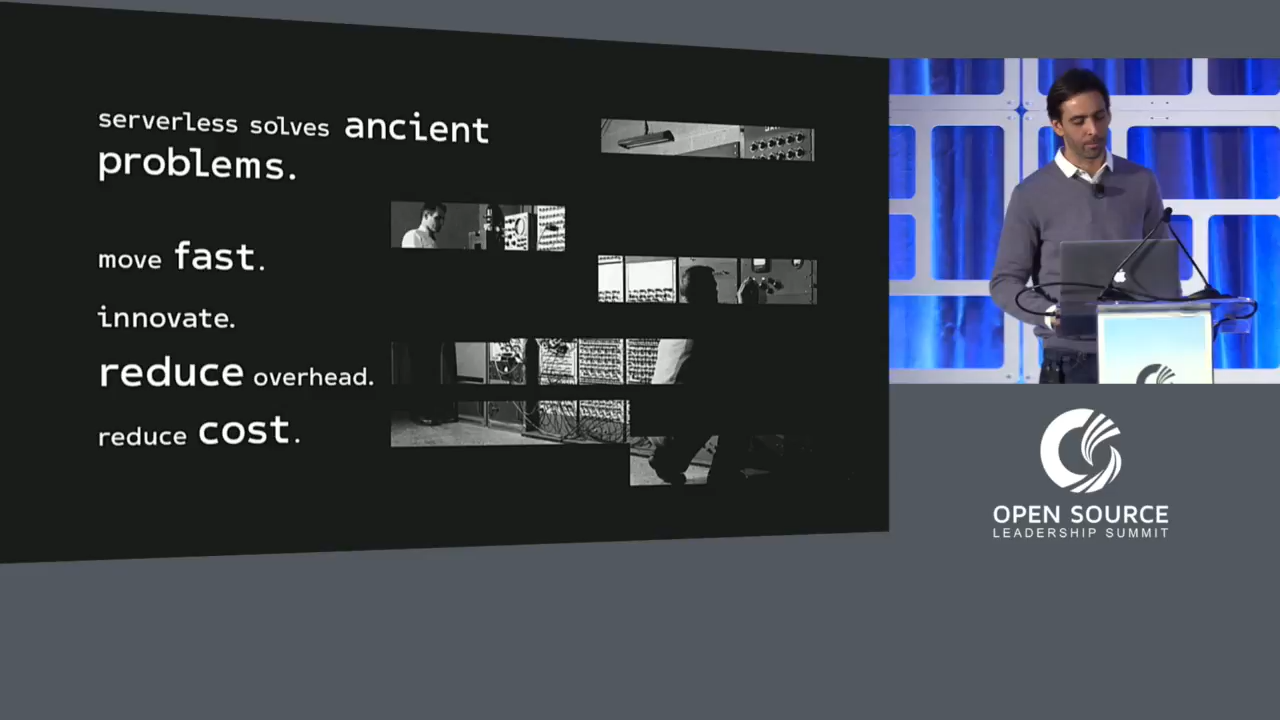 serverless solves ancient
problems.
move fast.
innovate.
reduce overhead.
reduce cost.
OPEN SOURCE
LEADERSHIP SUMMIT